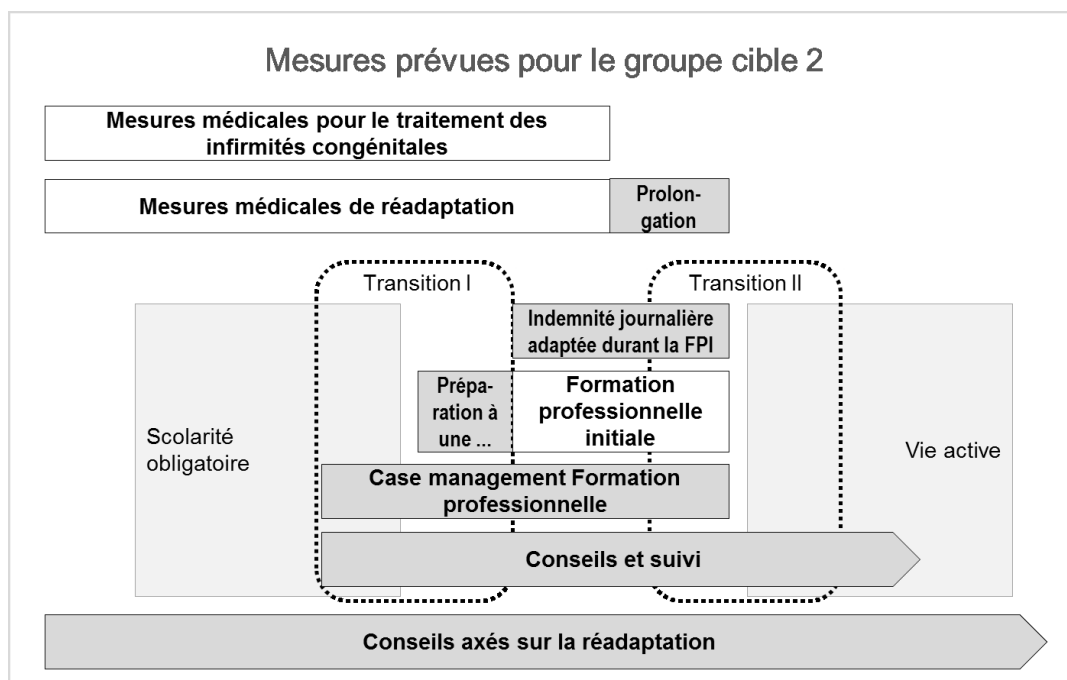 Mesures prévues pour le groupe cible 2
Mesures médicales pour le traitement des
infirmités congénitales
Mesures médicales de réadaptation
Prolon-
gation
Transition I
Transition II
Indemnité journalière
adaptée durant la FPI
Prépa-
ration à
une ...
Formation
professionnelle
initiale
Scolarité
obligatoire
Vie active
Case management Formation
professionnelle
Conseils et suivi
Conseils axés sur la réadaptation